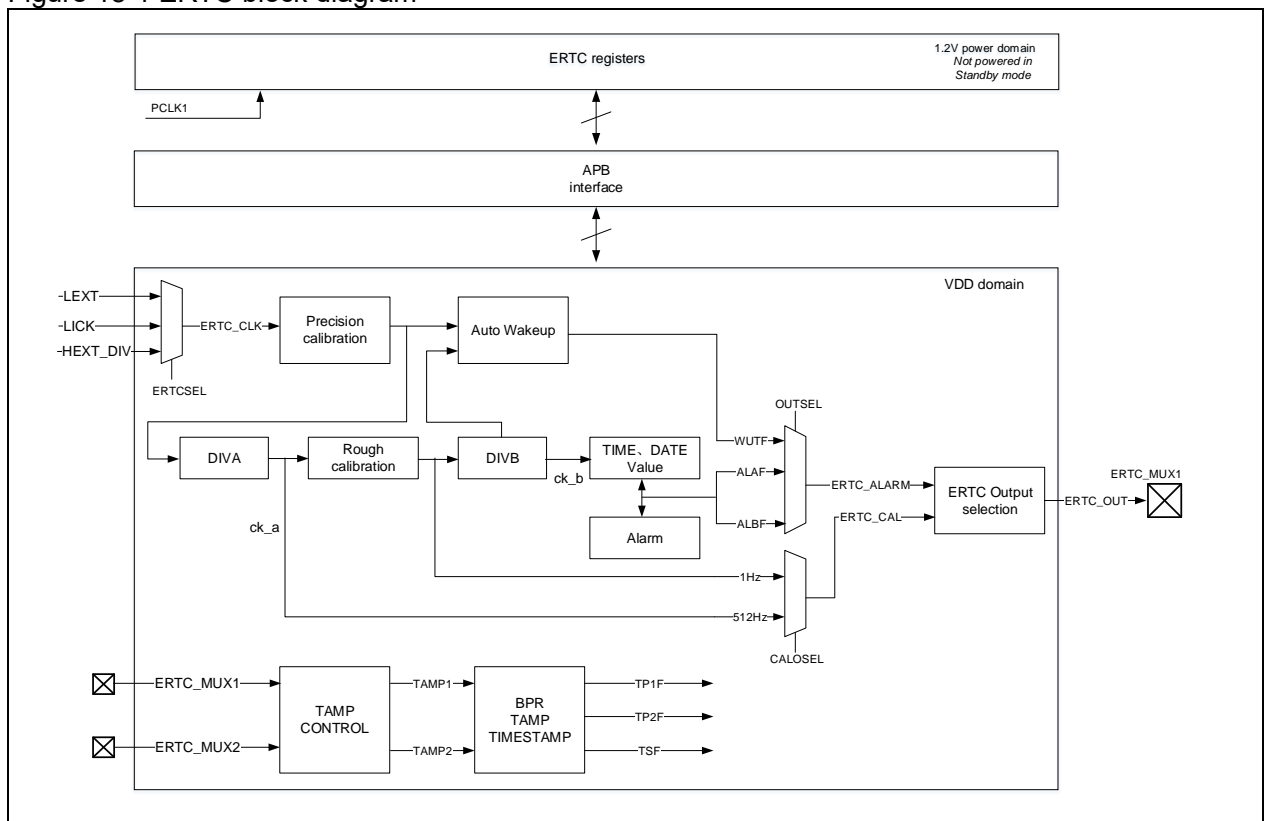 ERTC registers
1.2V power domain
Not powered in
Standby mode
PCLK1
APB
interface
VDD domain
-LEXT
-LICK
-HEXT_DIV
ERTC_CLK
ERTCSEL
Precision
calibration
Auto Wakeup
DIVA
Rough
calibration
DIVB
ck_a
ck_b
TIME、DATE
Value
Alarm
OUTSEL
WUTF
ALAF
ALBF
ERTC_ALARM
ERTC_CAL
1Hz
512Hz
CALOSEL
ERTC Output
selection
ERTC_OUT
ERTC_MUX1
ERTC_MUX1
ERTC_MUX2
TAMP
CONTROL
TAMP1
TAMP2
BPR
TAMP
TIMESTAMP
TP1F
TP2F
TSF